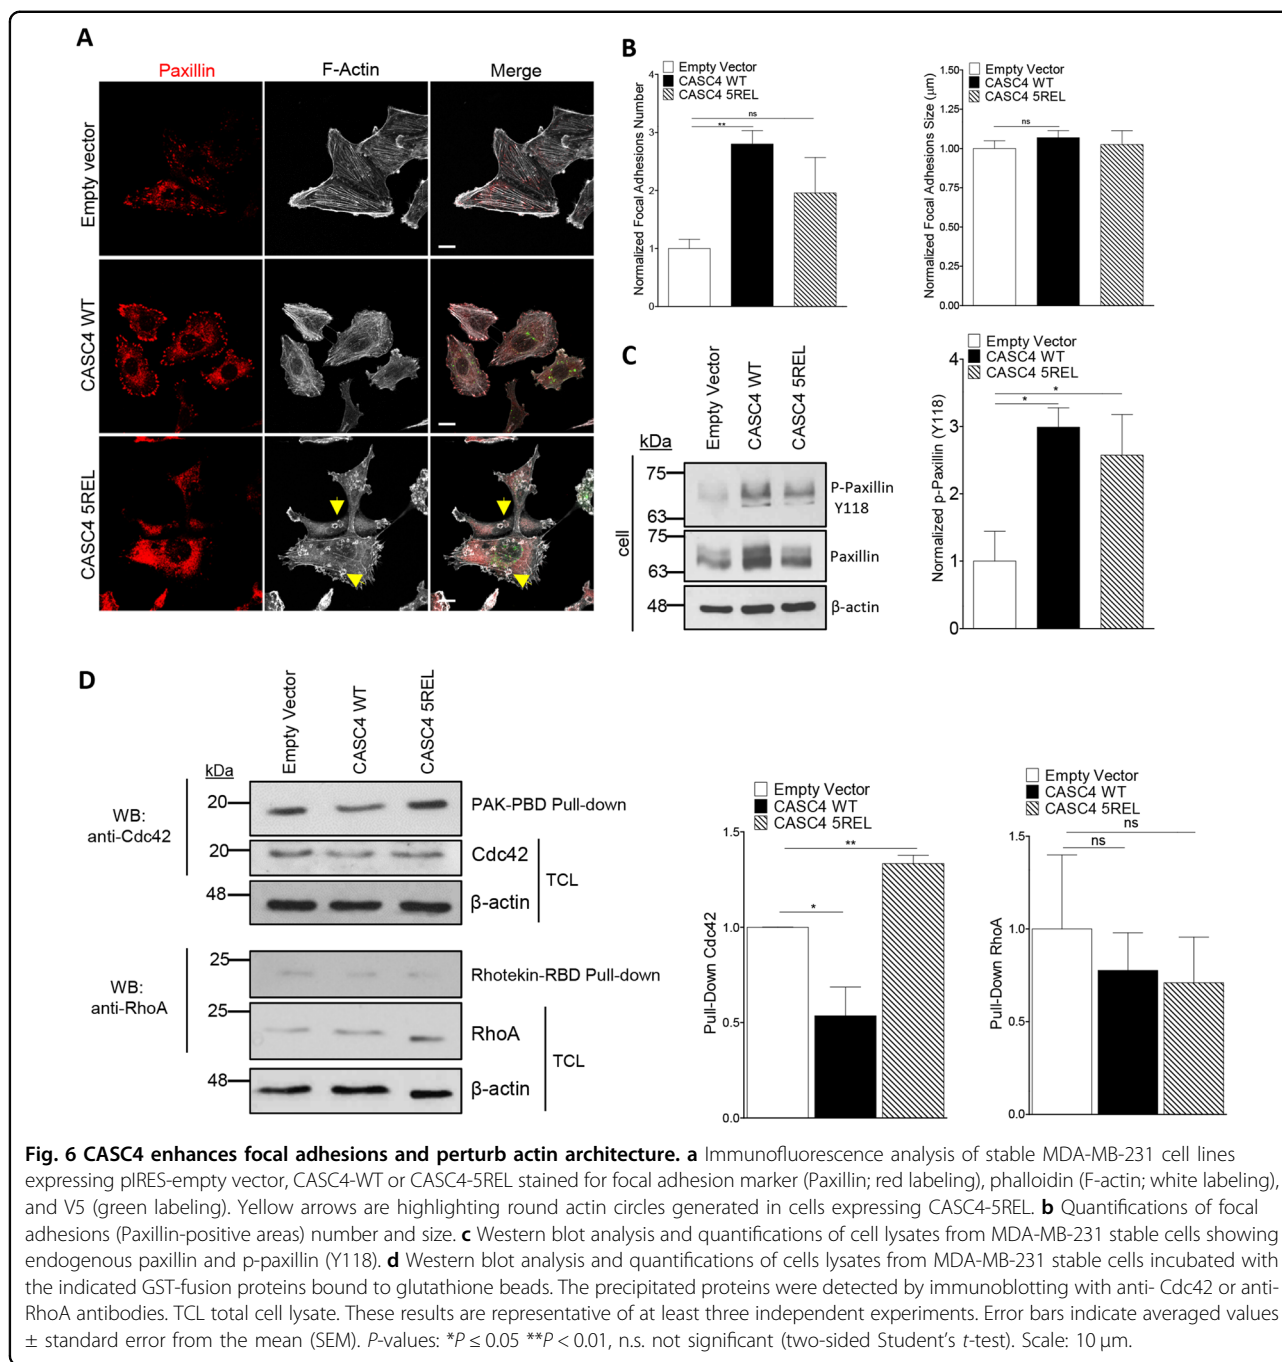 A
Paxillin
F-Actin
Merge
Empty vector
CASC4 WT
CASC4 5REL
B
Empty Vector
CASC4 WT
CASC4 5REL
Normalized Focal Adhesions Number
4
3
2
1
0
ns
**
Empty Vector
CASC4 WT
CASC4 5REL
Normalized Focal Adhesions Size (μm)
1.50
1.25
1.00
0.75
0.50
0.25
0.00
ns
C
Empty Vector
CASC4 WT
CASC4 5REL
kDa
75
63
P-Paxillin
Y118
75
63
Paxillin
48
β-actin
cell
Empty Vector
CASC4 WT
CASC4 5REL
Normalized p-Paxillin (Y118)
4
3
1
0
*
*
D
Empty Vector
CASC4 WT
CASC4 5REL
kDa
WB:
anti-Cdc42
20
PAK-PBD Pull-down
20
Cdc42
48
β-actin
TCL
WB:
anti-RhoA
25
Rhotekin-RBD Pull-down
25
RhoA
48
β-actin
TCL
Empty Vector
CASC4 WT
CASC4 5REL
Pull-Down Cdc42
1.5
1.0
0.5
0.0
**
*
Empty Vector
CASC4 WT
CASC4 5REL
Pull-Down RhoA
1.5
1.0
0.5
0.0
ns
ns
Fig. 6 CASC4 enhances focal adhesions and perturb actin architecture. a Immunofluorescence analysis of stable MDA-MB-231 cell lines
expressing pIRES-empty vector, CASC4-WT or CASC4-5REL stained for focal adhesion marker (Paxillin; red labeling), phalloidin (F-actin; white labeling),
and V5 (green labeling). Yellow arrows are highlighting round actin circles generated in cells expressing CASC4-5REL. b Quantifications of focal
adhesions (Paxillin-positive areas) number and size. c Western blot analysis and quantifications of cell lysates from MDA-MB-231 stable cells showing
endogenous paxillin and p-paxillin (Y118). d Western blot analysis and quantifications of cells lysates from MDA-MB-231 stable cells incubated with
the indicated GST-fusion proteins bound to glutathione beads. The precipitated proteins were detected by immunoblotting with anti- Cdc42 or anti-
RhoA antibodies. TCL total cell lysate. These results are representative of at least three independent experiments. Error bars indicate averaged values
± standard error from the mean (SEM). P-values: *P ≤ 0.05 **P < 0.01, n.s. not significant (two-sided Student's t-test). Scale: 10 μm.